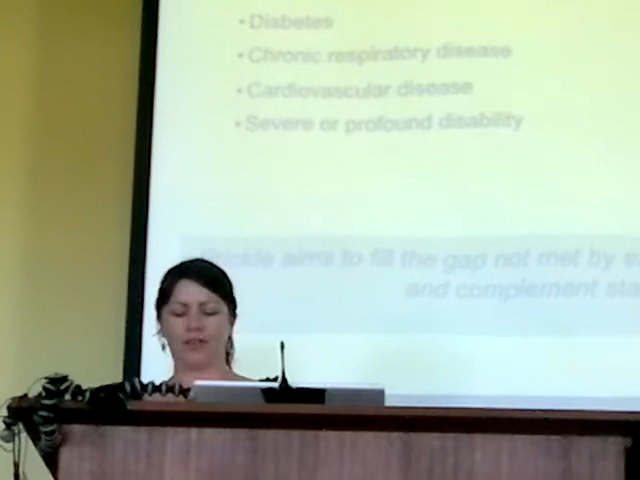 • Diabetes
• Chronic respiratory disease
• Cardiovascular disease
• Severe or profound disability
aims to fill the gap not met by
and complement